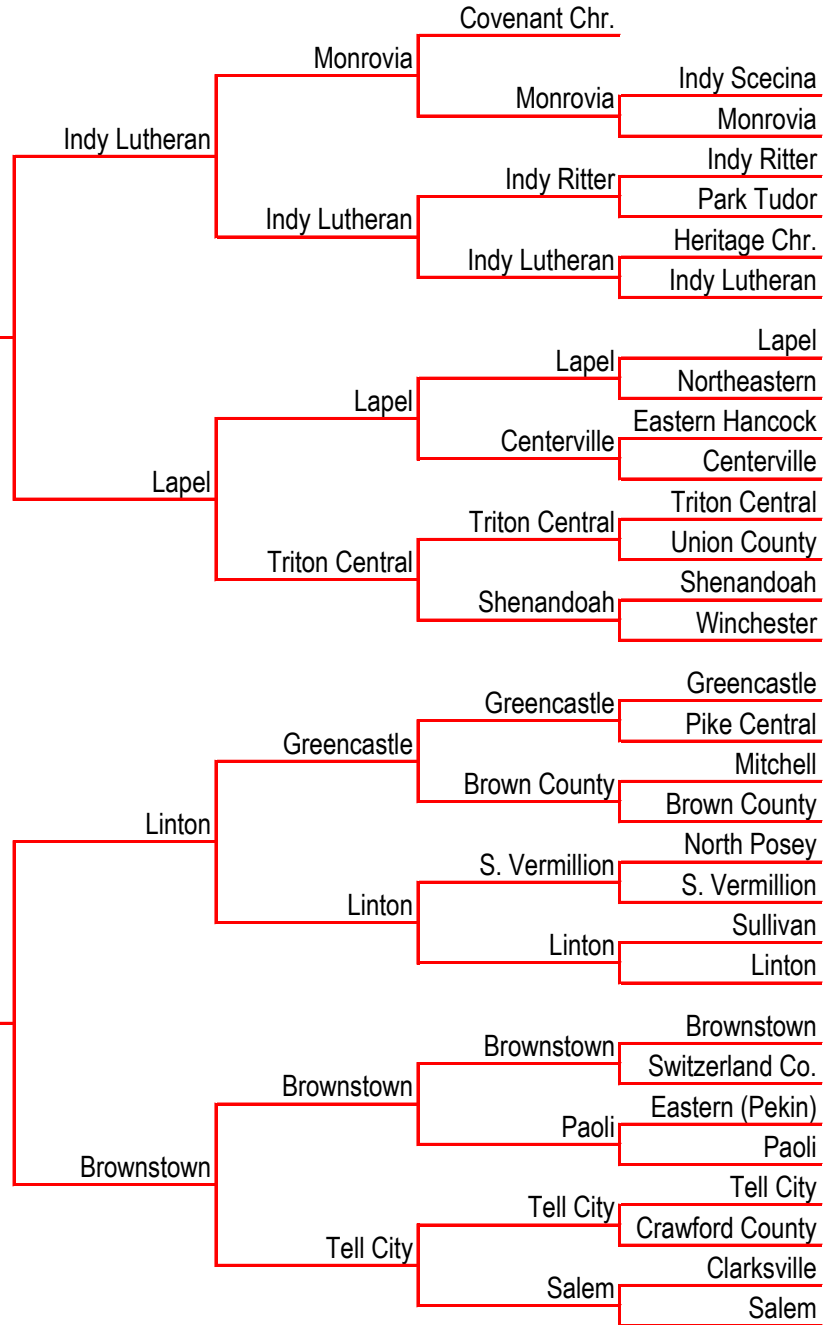 Covenant Chr.
Monrovia
Indy Scecina
Monrovia
Monrovia
Indy Lutheran
Indy Ritter
Indy Ritter
Park Tudor
Indy Lutheran
Heritage Chr.
Indy Lutheran
Indy Lutheran
Lapel
Lapel
Northeastern
Lapel
Eastern Hancock
Centerville
Centerville
Lapel
Triton Central
Triton Central
Union County
Triton Central
Shenandoah
Shenandoah
Winchester
Greencastle
Greencastle
Pike Central
Greencastle
Mitchell
Brown County
Brown County
Linton
North Posey
S. Vermillion
S. Vermillion
Linton
Sullivan
Linton
Linton
Brownstown
Brownstown
Switzerland Co.
Brownstown
Eastern (Pekin)
Paoli
Paoli
Brownstown
Tell City
Tell City
Crawford County
Tell City
Clarksville
Salem
Salem